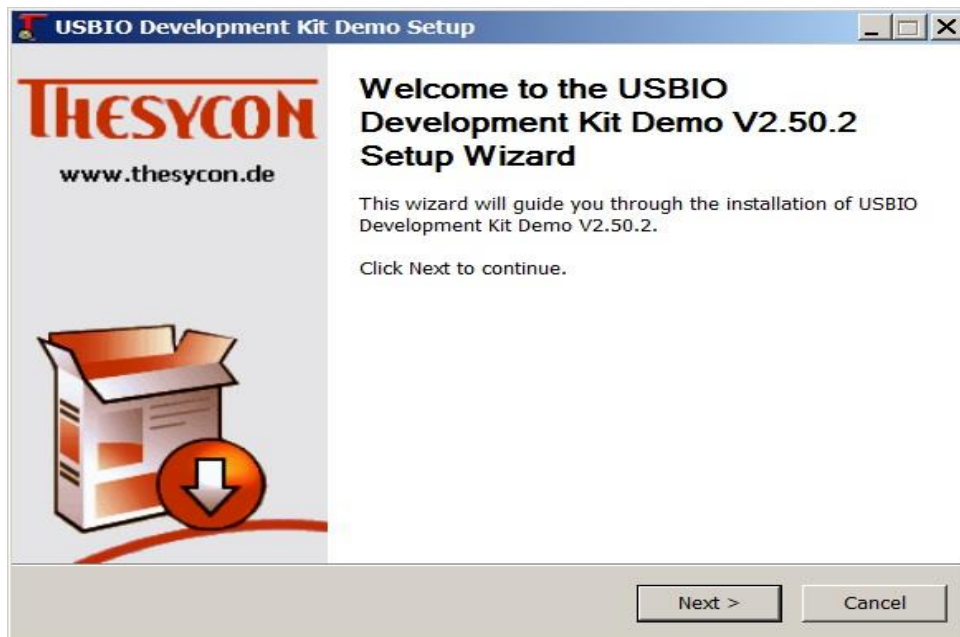 USBIO Development Kit Demo Setup
THESYCON
www.thesycon.de
Welcome to the USBIO
Development Kit Demo V2.50.2
Setup Wizard
This wizard will guide you through the installation of USBIO
Development Kit Demo V2.50.2.
Click Next to continue.
Next >
Cancel